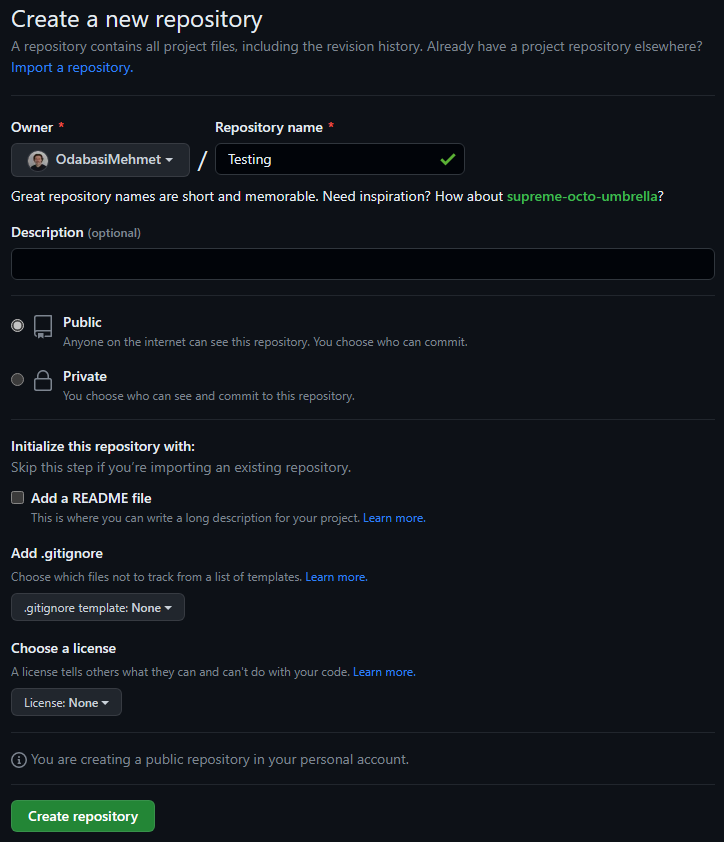 Create a new repository
A repository contains all project files, including the revision history. Already have a project repository elsewhere?
Import a repository.
Owner *
Repository name *
OdabasiMehmet
/
Testing
Great repository names are short and memorable. Need inspiration? How about supreme-octo-umbrella?
Description (optional)
Public
Anyone on the internet can see this repository. You choose who can commit.
Private
You choose who can see and commit to this repository.
Initialize this repository with:
Skip this step if you're importing an existing repository.
Add a README file
This is where you can write a long description for your project. Learn more.
Add .gitignore
Choose which files not to track from a list of templates. Learn more.
.gitignore template: None
Choose a license
A license tells others what they can and can't do with your code. Learn more.
License: None
You are creating a public repository in your personal account.
Create repository